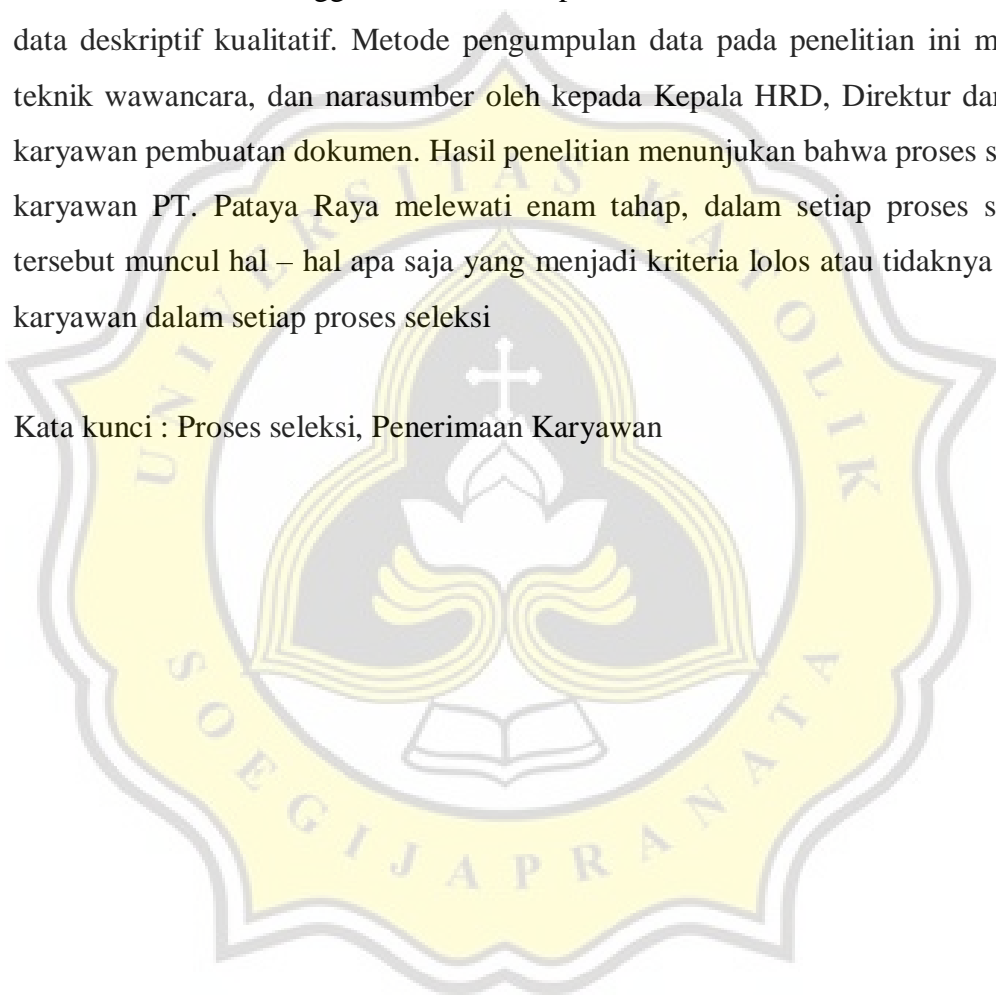 data deskriptif kualitatif. Metode pengumpulan data pada penelitian ini m
teknik wawancara, dan narasumber oleh kepada Kepala HRD, Direktur dan
karyawan pembuatan dokumen. Hasil penelitian menunjukan bahwa proses s
karyawan PT. Pataya Raya melewati enam tahap, dalam setiap proses s
tersebut muncul hal – hal apa saja yang menjadi kriteria lolos atau tidaknya
karyawan dalam setiap proses seleksi
Kata kunci : Proses seleksi, Penerimaan Karyawan
UNIVERSITAS KATOLIK
SOEGIJAPRANATA